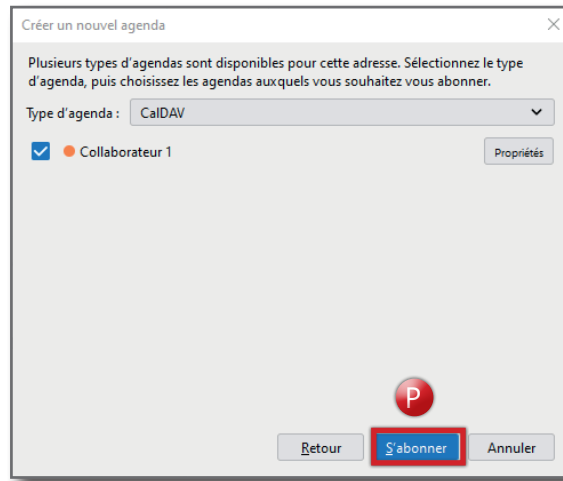 Créer un nouvel agenda
Plusieurs types d'agendas sont disponibles pour cette adresse. Sélectionnez le type
d'agenda, puis choisissez les agendas auxquels vous souhaitez vous abonner.
Type d'agenda : CalDAV
Collaborateur 1 Propriétés
P
Retour S'abonner Annuler